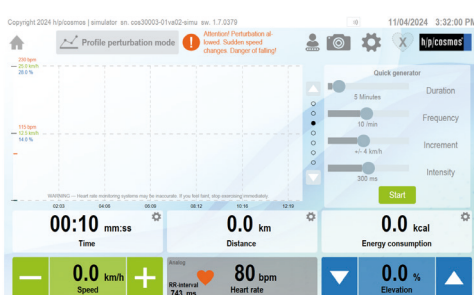 Copyright 2024 h/p/cosmos | simulator sn. cos30003-01va02-simu sw. 1.7.0379
11/04/2024 3:32:00 PM
Profile perturbation mode
Attention! Perturbation al-
lowed. Sudden speed
changes. Danger of falling!
h/p/cosmos
230 bpm
25.0 km/h
28.0 %
115 bpm
12.5 km/h
14.0 %
WARNING — Heart rate monitoring systems may be inaccurate. If you feel faint, stop exercising immediately.
02:03 04:06 06:09 08:12 10:16 12:19
Quick generator
5 Minutes
Duration
10 /min
Frequency
+/- 4 km/h
Increment
300 ms
Intensity
Start
00:10 mm:ss
Time
0.0 km
Distance
0.0 kcal
Energy consumption
0.0 km/h
Speed
Analog
RR-interval
743 ms
80 bpm
Heart rate
0.0 %
Elevation